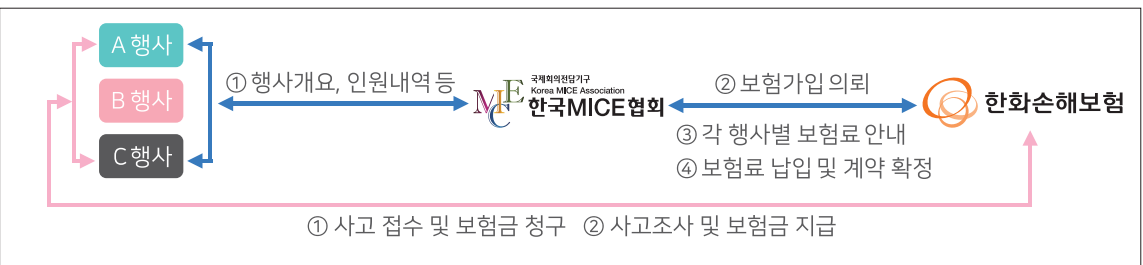 A 행사
B 행사
C 행사
① 행사개요, 인원내역 등
MICE
국제회의전담기구
Korea MICE Association
한국MICE협회
② 보험가입 의뢰
③ 각 행사별 보험료 안내
④ 보험료 납입 및 계약 확정
한화손해보험
① 사고 접수 및 보험금 청구 ② 사고조사 및 보험금 지급